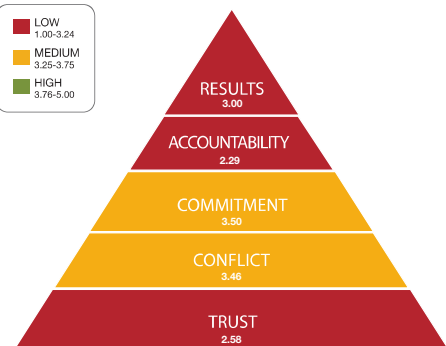 LOW
1.00-3.24
MEDIUM
3.25-3.75
HIGH
3.76-5.00
RESULTS
3.00
ACCOUNTABILITY
2.29
COMMITMENT
3.50
CONFLICT
3.46
TRUST
2.58